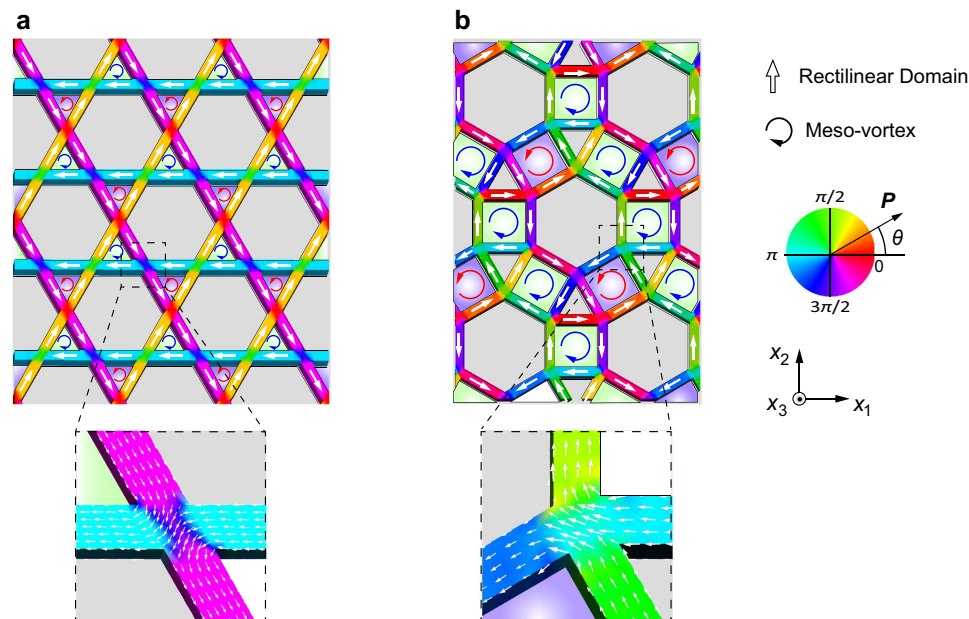 a
b
Rectilinear Domain
Meso-vortex
π/2
P
θ
π
0
3π/2
x2
x3
x1